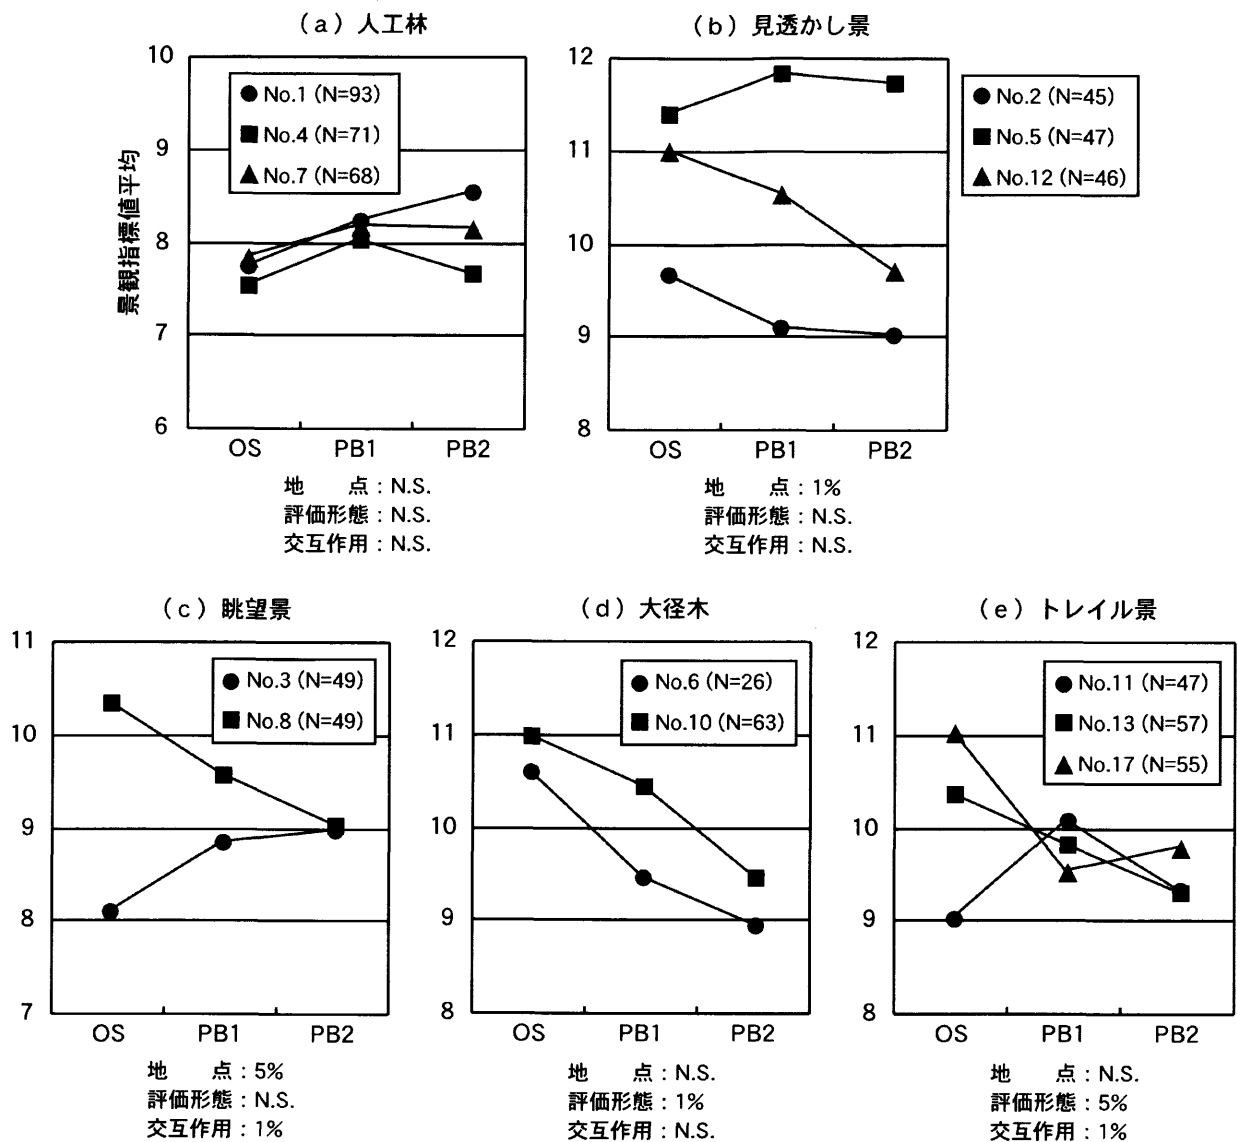 (a) 人工林
景観指標値平均
10
9
8
7
6
No.1 (N=93)
No.4 (N=71)
No.7 (N=68)
OS PB1 PB2
地 点 : N.S.
評価形態 : N.S.
交互作用 : N.S.
(b) 見透かし景
12
11
10
9
8
No.2 (N=45)
No.5 (N=47)
No.12 (N=46)
OS PB1 PB2
地 点 : 1%
評価形態 : N.S.
交互作用 : N.S.
(c) 眺望景
11
10
9
8
7
No.3 (N=49)
No.8 (N=49)
OS PB1 PB2
地 点 : 5%
評価形態 : N.S.
交互作用 : 1%
(d) 大径木
12
11
10
9
8
No.6 (N=26)
No.10 (N=63)
OS PB1 PB2
地 点 : N.S.
評価形態 : 1%
交互作用 : N.S.
(e) トレイル景
12
11
10
9
8
No.11 (N=47)
No.13 (N=57)
No.17 (N=55)
OS PB1 PB2
地 点 : N.S.
評価形態 : 5%
交互作用 : 1%